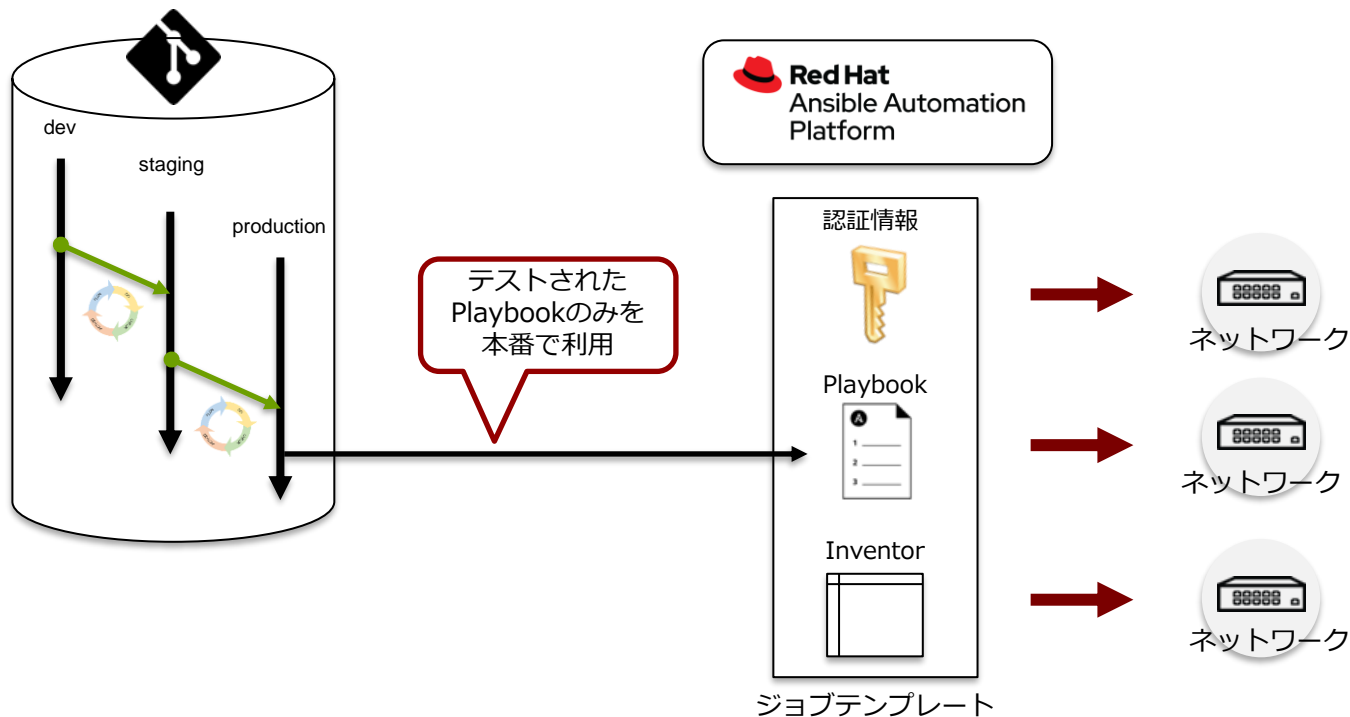 dev
staging
production
テストされた
Playbookのみを
本番で利用
Red Hat
Ansible Automation
Platform
認証情報
Playbook
A
1
2
3
Inventor
ジョブテンプレート
ネットワーク
ネットワーク
ネットワーク